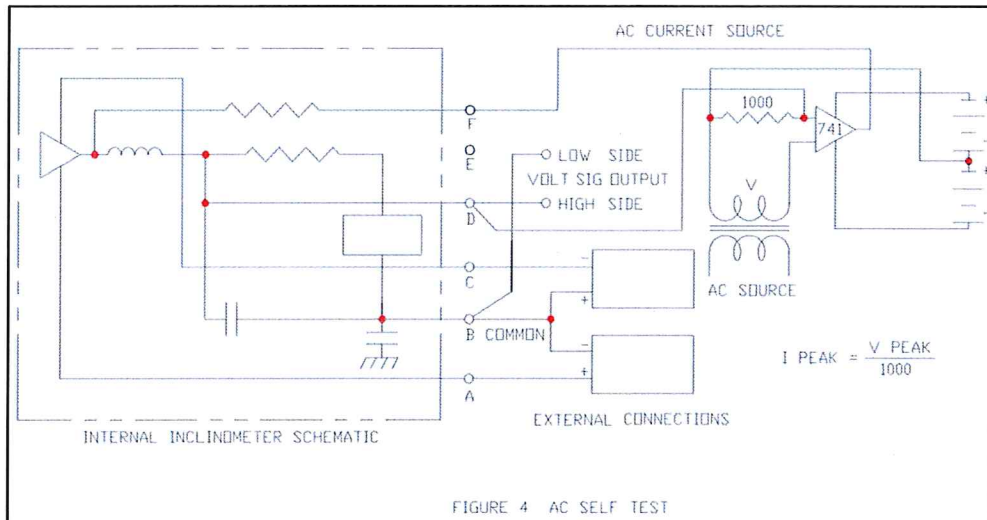 AC CURRENT SOURCE
1000
+
F
741
-
E
LOW SIDE
+
VOLT SIG OUTPUT
V
HIGH SIDE
-
D
-
C
+
AC SOURCE
B COMMON
-
I PEAK = V PEAK
1000
+
A
EXTERNAL CONNECTIONS
INTERNAL INCLINOMETER SCHEMATIC
FIGURE 4 AC SELF TEST